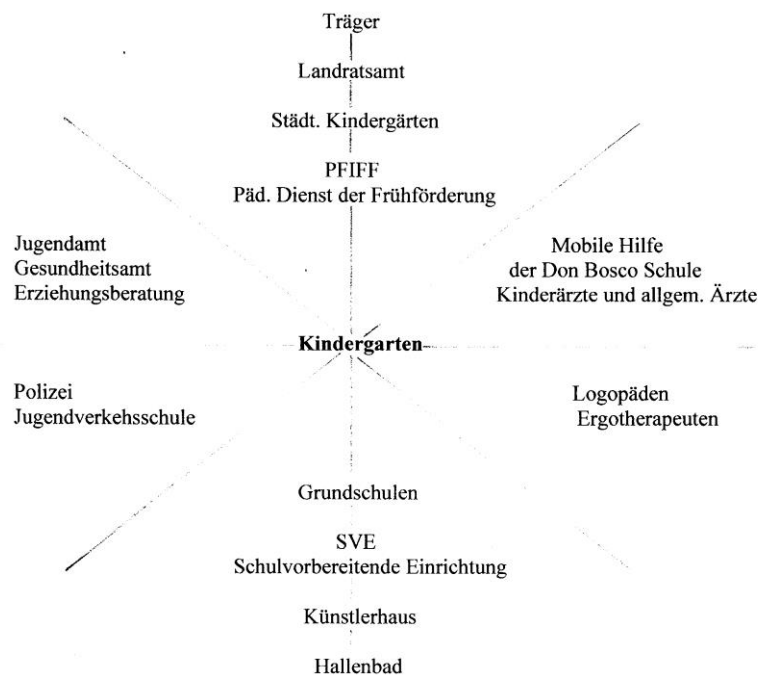 Träger
Landratsamt
Städt. Kindergärten
PFIFF
Päd. Dienst der Frühförderung
Jugendamt
Gesundheitsamt
Erziehungsberatung
Mobile Hilfe
der Don Bosco Schule
Kinderärzte und allgem. Ärzte
Kindergarten
Polizei
Jugendverkehsschule
Logopäden
Ergotherapeuten
Grundschulen
SVE
Schulvorbereitende Einrichtung
Künstlerhaus
Hallenbad